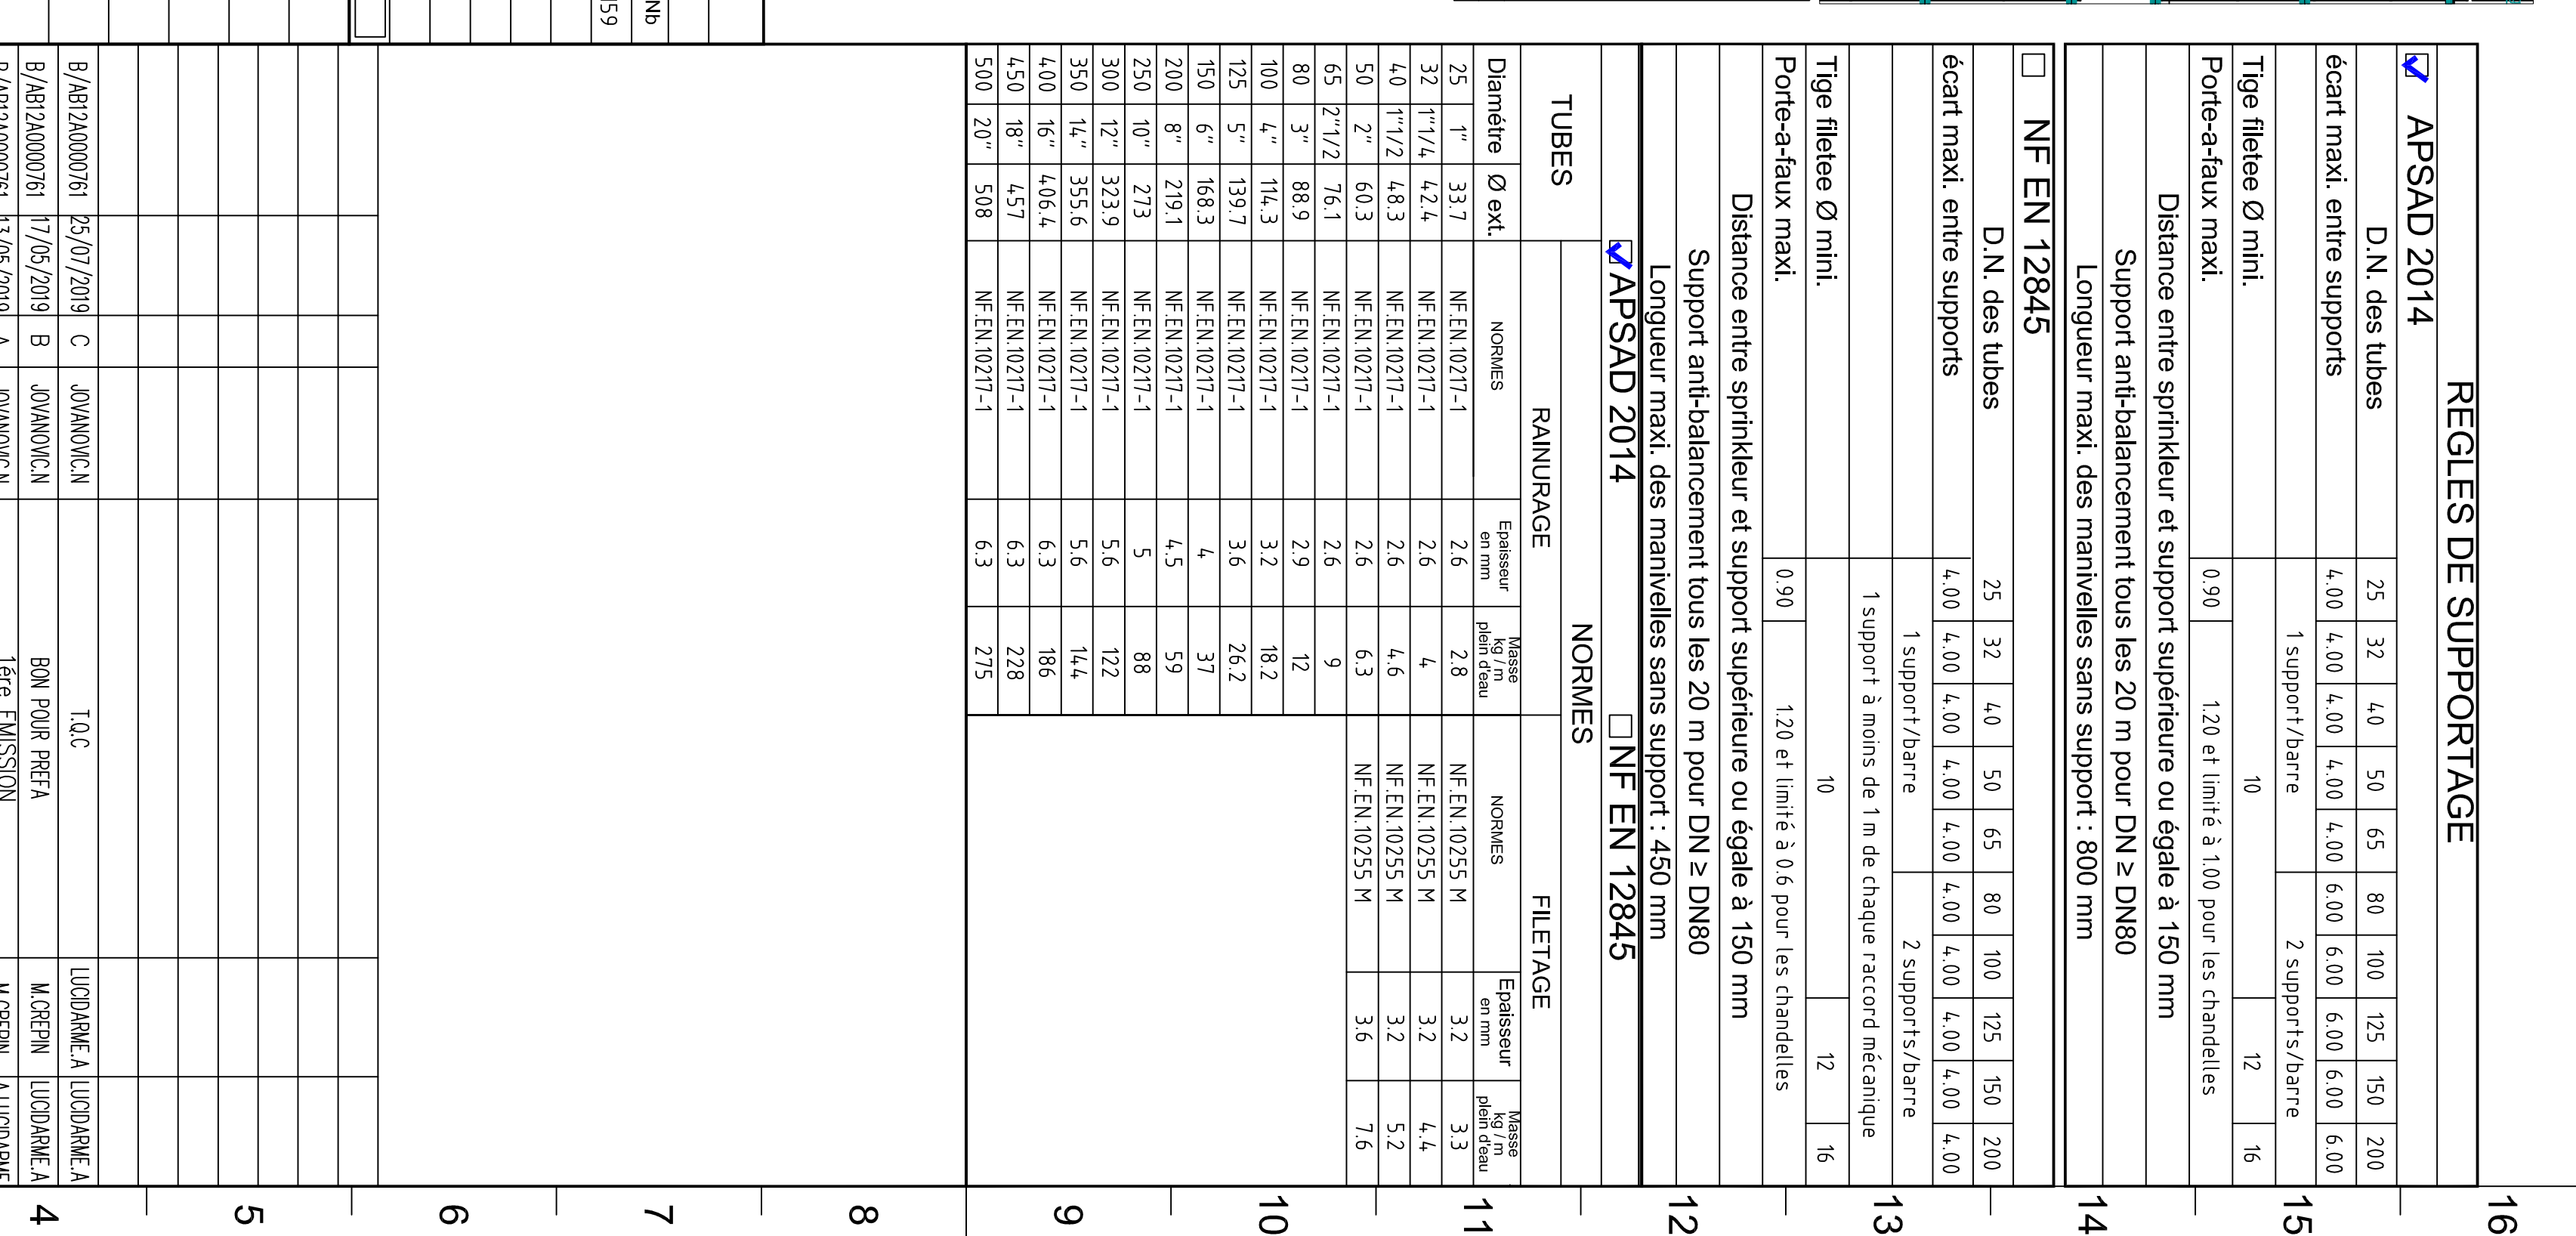 REGLES DE SUPPORTAGE
APSAD 2014
D.N. des tubes 25 32 40 50 65 80 100 125 150 200
écart maxi. entre supports 4.00 4.00 4.00 4.00 4.00 6.00 6.00 6.00 6.00 6.00
1 support/barre 2 supports/barre
Tige filetee Ø mini. 10 12 16
Porte-a-faux maxi. 0.90 1.20 et limité à 1.00 pour les chandelles
Distance entre sprinkleur et support supérieure ou égale à 150 mm
Support anti-balancement tous les 20 m pour DN ≥ DN80
Longueur maxi. des manivelles sans support : 800 mm
NF EN 12845
D.N. des tubes 25 32 40 50 65 80 100 125 150 200
écart maxi. entre supports 4.00 4.00 4.00 4.00 4.00 4.00 4.00 4.00 4.00 4.00
1 support/barre 2 supports/barre
1 support à moins de 1 m de chaque raccord mécanique
Tige filetee Ø mini. 10 12 16
Porte-a-faux maxi. 0.90 1.20 et limité à 0.6 pour les chandelles
Distance entre sprinkleur et support supérieure ou égale à 150 mm
Support anti-balancement tous les 20 m pour DN ≥ DN80
Longueur maxi. des manivelles sans support : 450 mm
APSAD 2014 NF EN 12845
TUBES NORMES
RAINURAGE FILETAGE
Diamétre Ø ext. NORMES Epaisseur en mm Masse kg / m plein d'eau NORMES Epaisseur en mm Masse kg / m plein d'eau
25 1" 33.7 NF.EN.10217-1 2.6 2.8 NF.EN.10255 M 3.2 3.3
32 1"1/4 42.4 NF.EN.10217-1 2.6 4 NF.EN.10255 M 3.2 4.4
40 1"1/2 48.3 NF.EN.10217-1 2.6 4.6 NF.EN.10255 M 3.2 5.2
50 2" 60.3 NF.EN.10217-1 2.6 6.3 NF.EN.10255 M 3.6 7.6
65 2"1/2 76.1 NF.EN.10217-1 2.6 9
80 3" 88.9 NF.EN.10217-1 2.9 12
100 4" 114.3 NF.EN.10217-1 3.2 18.2
125 5" 139.7 NF.EN.10217-1 3.6 26.2
150 6" 168.3 NF.EN.10217-1 4 37
200 8" 219.1 NF.EN.10217-1 4.5 59
250 10" 273 NF.EN.10217-1 5 88
300 12" 323.9 NF.EN.10217-1 5.6 122
350 14" 355.6 NF.EN.10217-1 5.6 144
400 16" 406.4 NF.EN.10217-1 6.3 186
450 18" 457 NF.EN.10217-1 6.3 228
500 20" 508 NF.EN.10217-1 6.3 275
Nb
159
B/AB12A0000761 25/07/2019 C JOVANOVIC.N T.Q.C LUCIDARME.A LUCIDARME.A
B/AB12A0000761 17/05/2019 B JOVANOVIC.N BON POUR PREFA M.CREPIN LUCIDARME.A
B/AB12A0000761 13/05/2019 A JOVANOVIC.N 1ére EMISSION M.CREPIN A.LUCIDARME
16
15
14
13
12
11
10
9
8
7
6
5
4